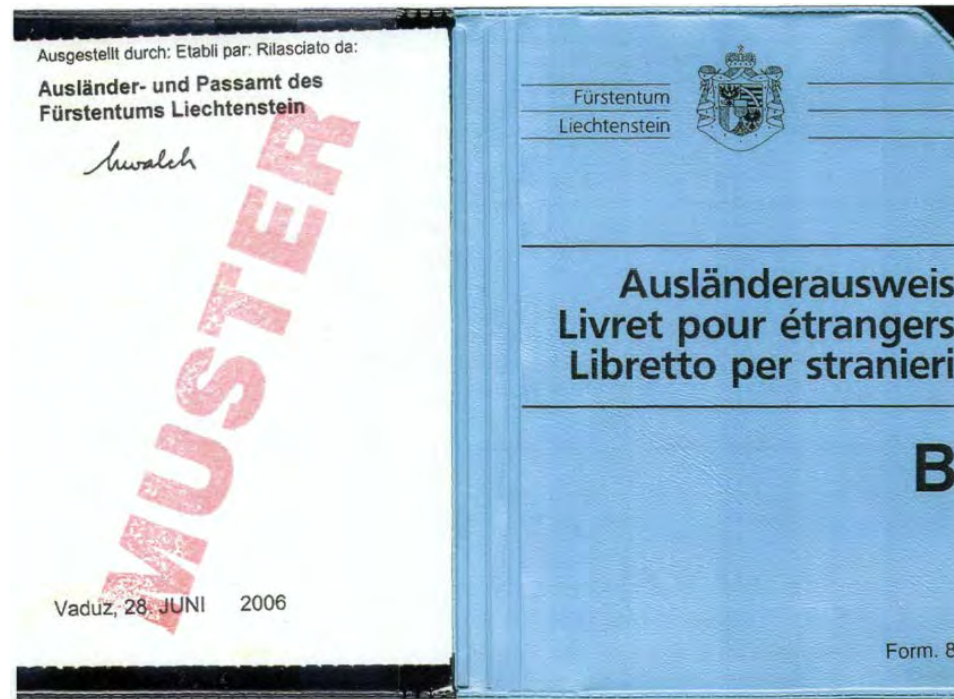 Ausgestellt durch: Etabli par: Rilasciato da:
Ausländer- und Passamt des
Fürstentums Liechtenstein
MUSTER
Vaduz, 28. JUNI 2006
Fürstentum
Liechtenstein
Ausländerausweis
Livret pour étrangers
Libretto per stranieri
B
Form. 8